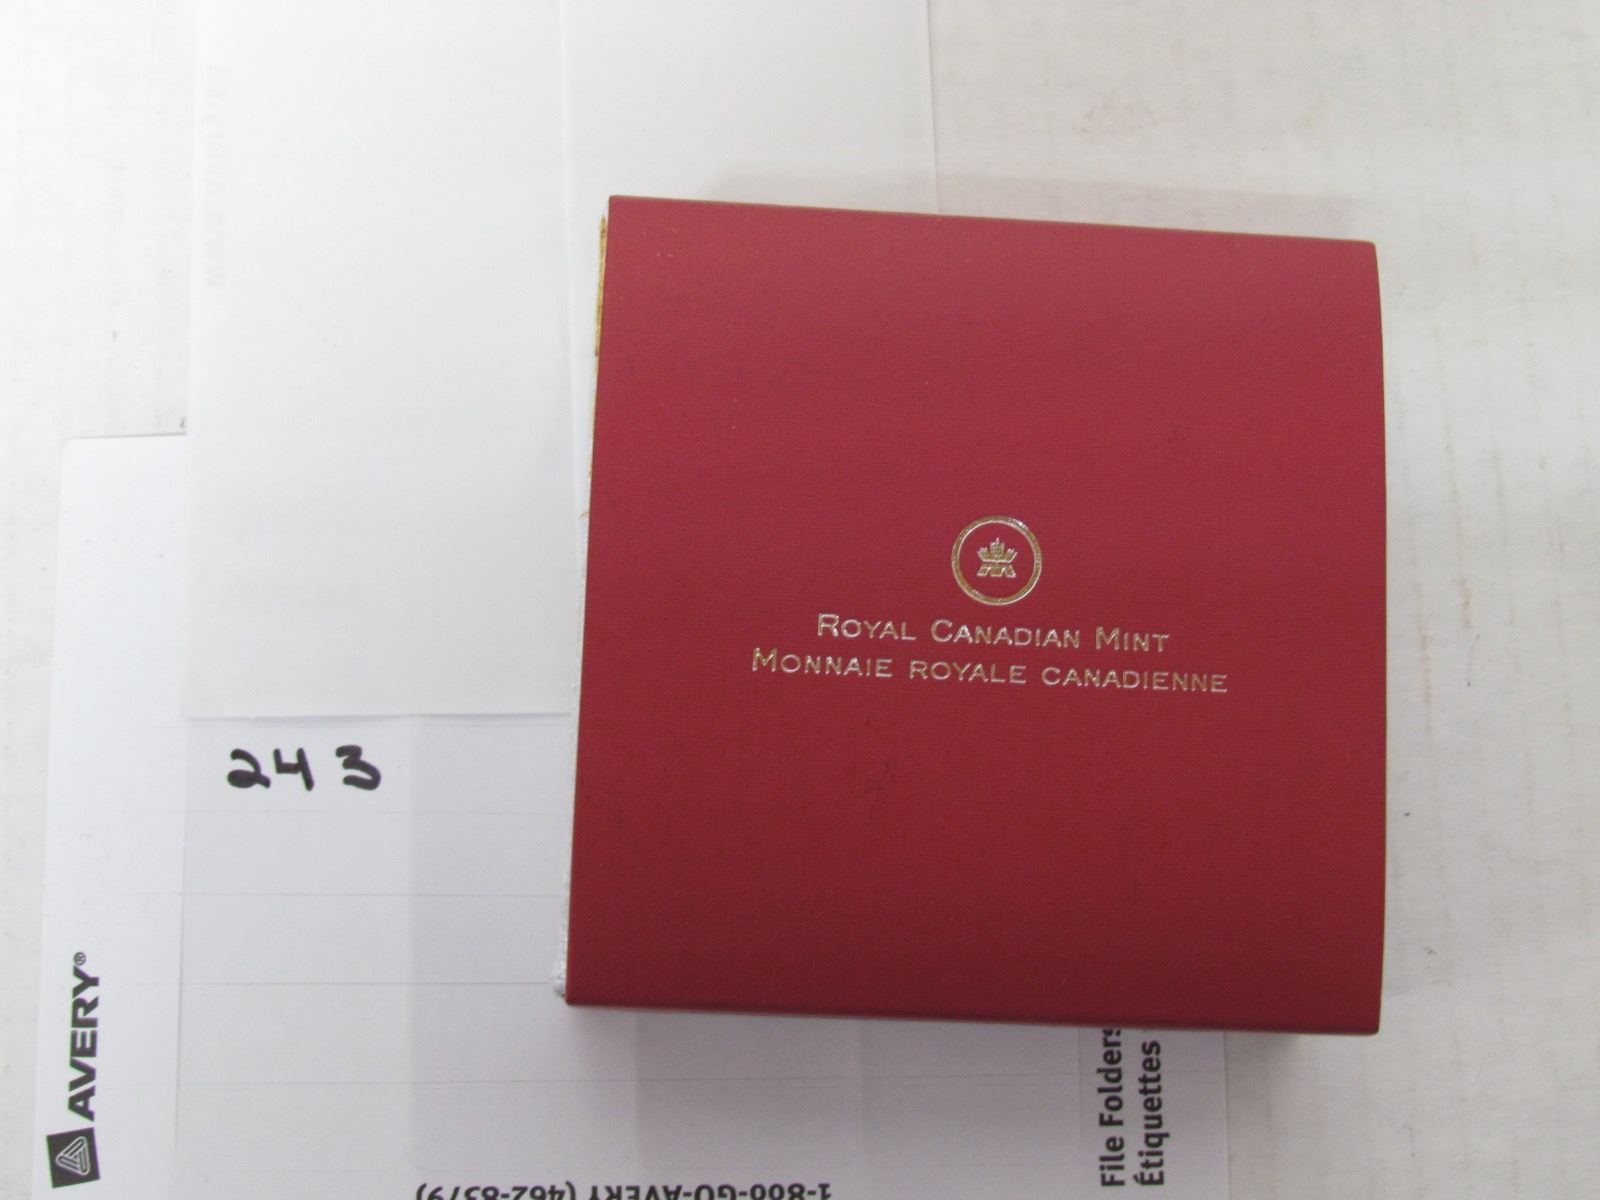 ROYAL CANADIAN MINT
MONNAIE ROYALE CANADIENNE
243
AVERY®
File Folders
Étiquettes
1-800-GO-AVERY (462-8379)